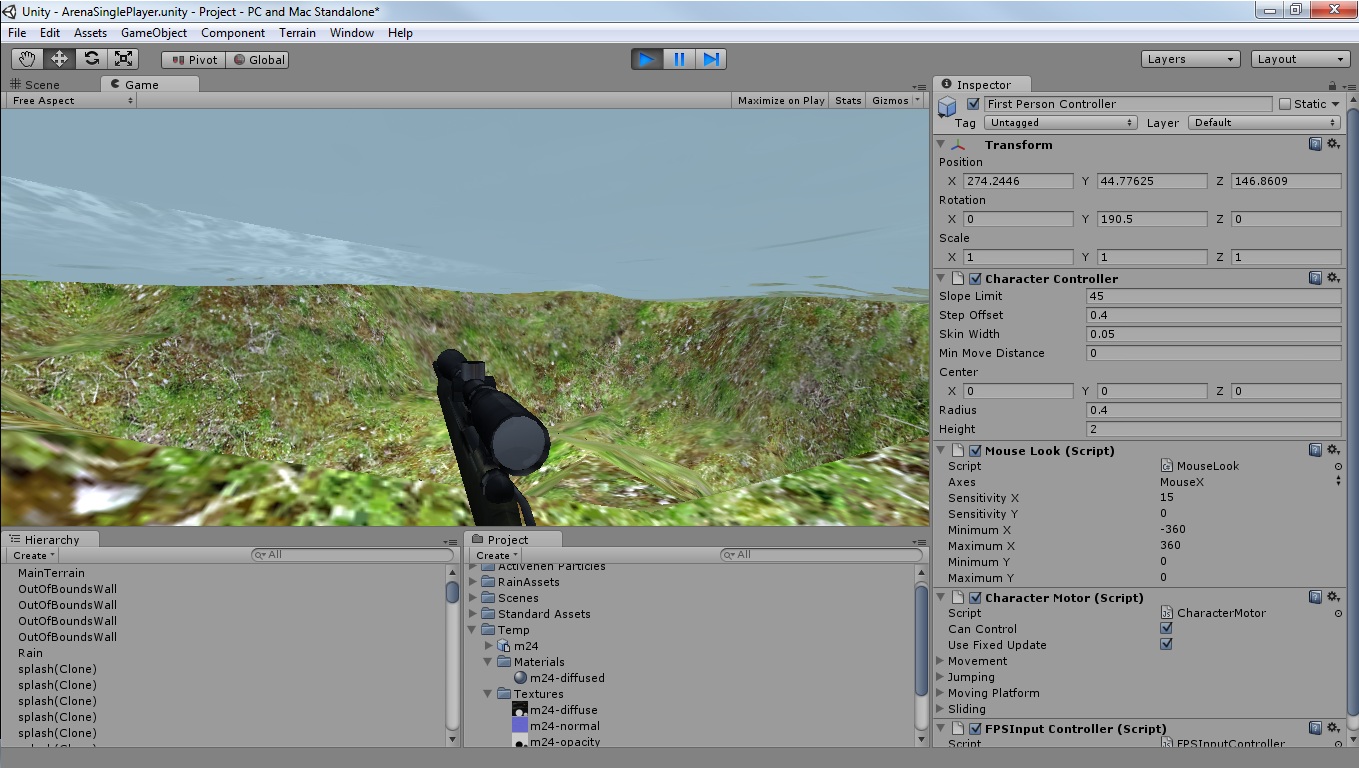 Unity - ArenaSinglePlayer.unity - Project - PC and Mac Standalone*
File Edit Assets GameObject Component Terrain Window Help
Pivot Global Layers Layout
Scene Game
Free Aspect Maximize on Play Stats Gizmos
Inspector
First Person Controller Static
Tag Untagged Layer Default
Transform
Position
X 274.2446 Y 44.77625 Z 146.8609
Rotation
X 0 Y 190.5 Z 0
Scale
X 1 Y 1 Z 1
Character Controller
Slope Limit 45
Step Offset 0.4
Skin Width 0.05
Min Move Distance 0
Center
X 0 Y 0 Z 0
Radius 0.4
Height 2
Mouse Look (Script)
Script MouseLook
Axes MouseX
Sensitivity X 15
Sensitivity Y 0
Minimum X -360
Maximum X 360
Minimum Y 0
Maximum Y 0
Character Motor (Script)
Script CharacterMotor
Can Control
Use Fixed Update
Movement
Jumping
Moving Platform
Sliding
FPSInput Controller (Script)
Script FPSInputController
Hierarchy
Create All
MainTerrain
OutOfBoundsWall
OutOfBoundsWall
OutOfBoundsWall
OutOfBoundsWall
Rain
splash(Clone)
splash(Clone)
splash(Clone)
splash(Clone)
splash(Clone)
splash(Clone)
Project
Create All
Particles
RainAssets
Scenes
Standard Assets
Temp
m24
Materials
m24-diffused
Textures
m24-diffuse
m24-normal
m24-opacity